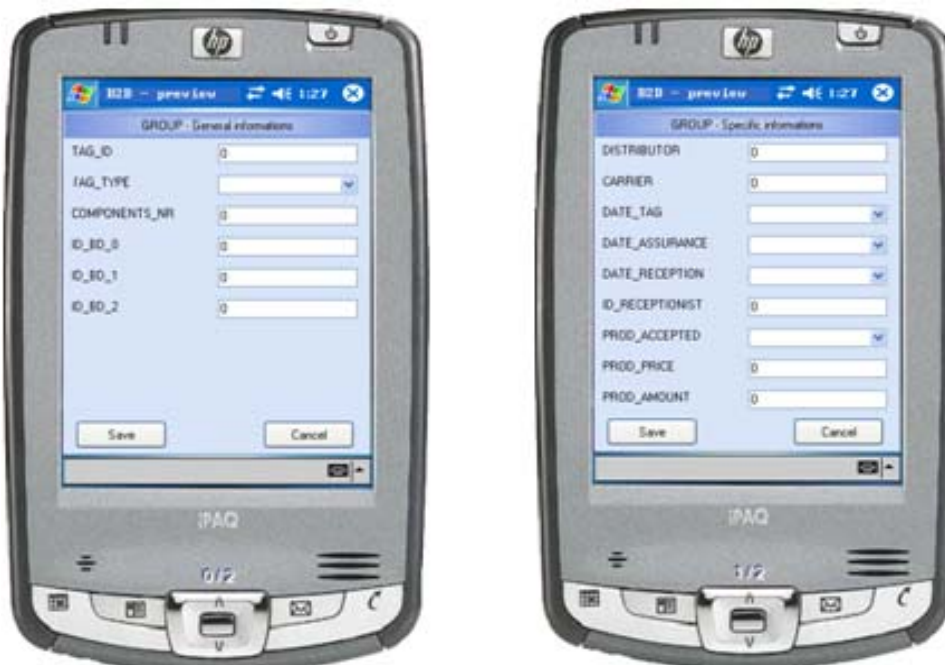 hp
B2B - preview 1:27
GROUP - General informations
TAG_ID 0
TAG_TYPE
COMPONENTS_NR 0
ID_BD_0 0
ID_BD_1 0
ID_BD_2 0
Save Cancel
iPAQ
0/2
hp
B2B - preview 1:27
GROUP - Specific informations
DISTRIBUTOR 0
CARRIER 0
DATE_TAG
DATE_ASSURANCE
DATE_RECEPTION
ID_RECEPTIONIST 0
PROD_ACCEPTED
PROD_PRICE 0
PROD_AMOUNT 0
Save Cancel
iPAQ
1/2